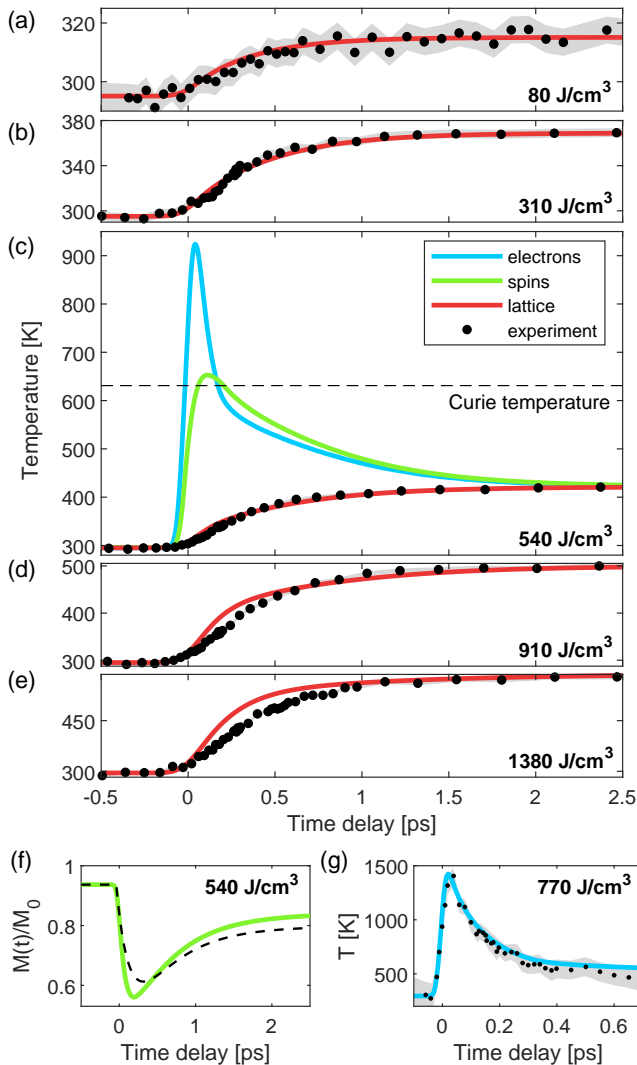 (a)
320
300
80 J/cm³
(b)
380
340
300
310 J/cm³
(c)
900
800
700
600
500
400
300
Temperature [K]
electrons
spins
lattice
experiment
Curie temperature
540 J/cm³
(d)
500
400
300
910 J/cm³
(e)
450
300
1380 J/cm³
-0.5 0 0.5 1 1.5 2 2.5
Time delay [ps]
(f)
540 J/cm³
1
0.8
0.6
M(t)/M₀
0 1 2
Time delay [ps]
(g)
770 J/cm³
1500
1000
500
T [K]
0 0.2 0.4 0.6
Time delay [ps]